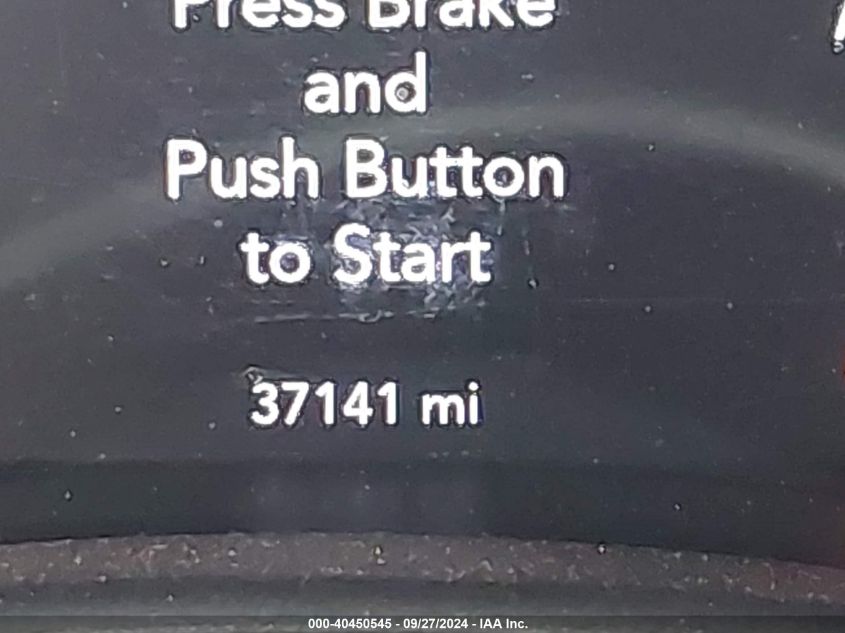 Press Brake
and
Push Button
to Start
37141 mi
000-40450545 - 09/27/2024 - IAA Inc.